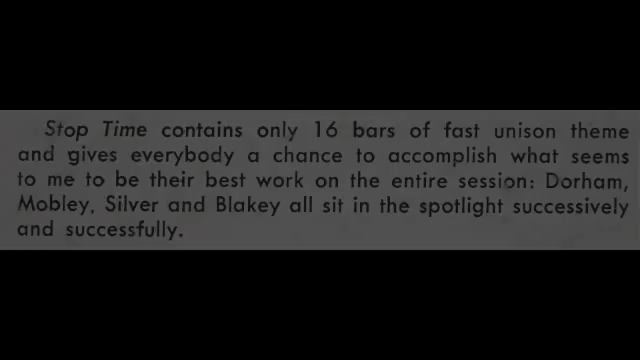 Stop Time contains only 16 bars of fast unison theme
and gives everybody a chance to accomplish what seems
to me to be their best work on the entire session: Dorham,
Mobley, Silver and Blakey all sit in the spotlight successively
and successfully.